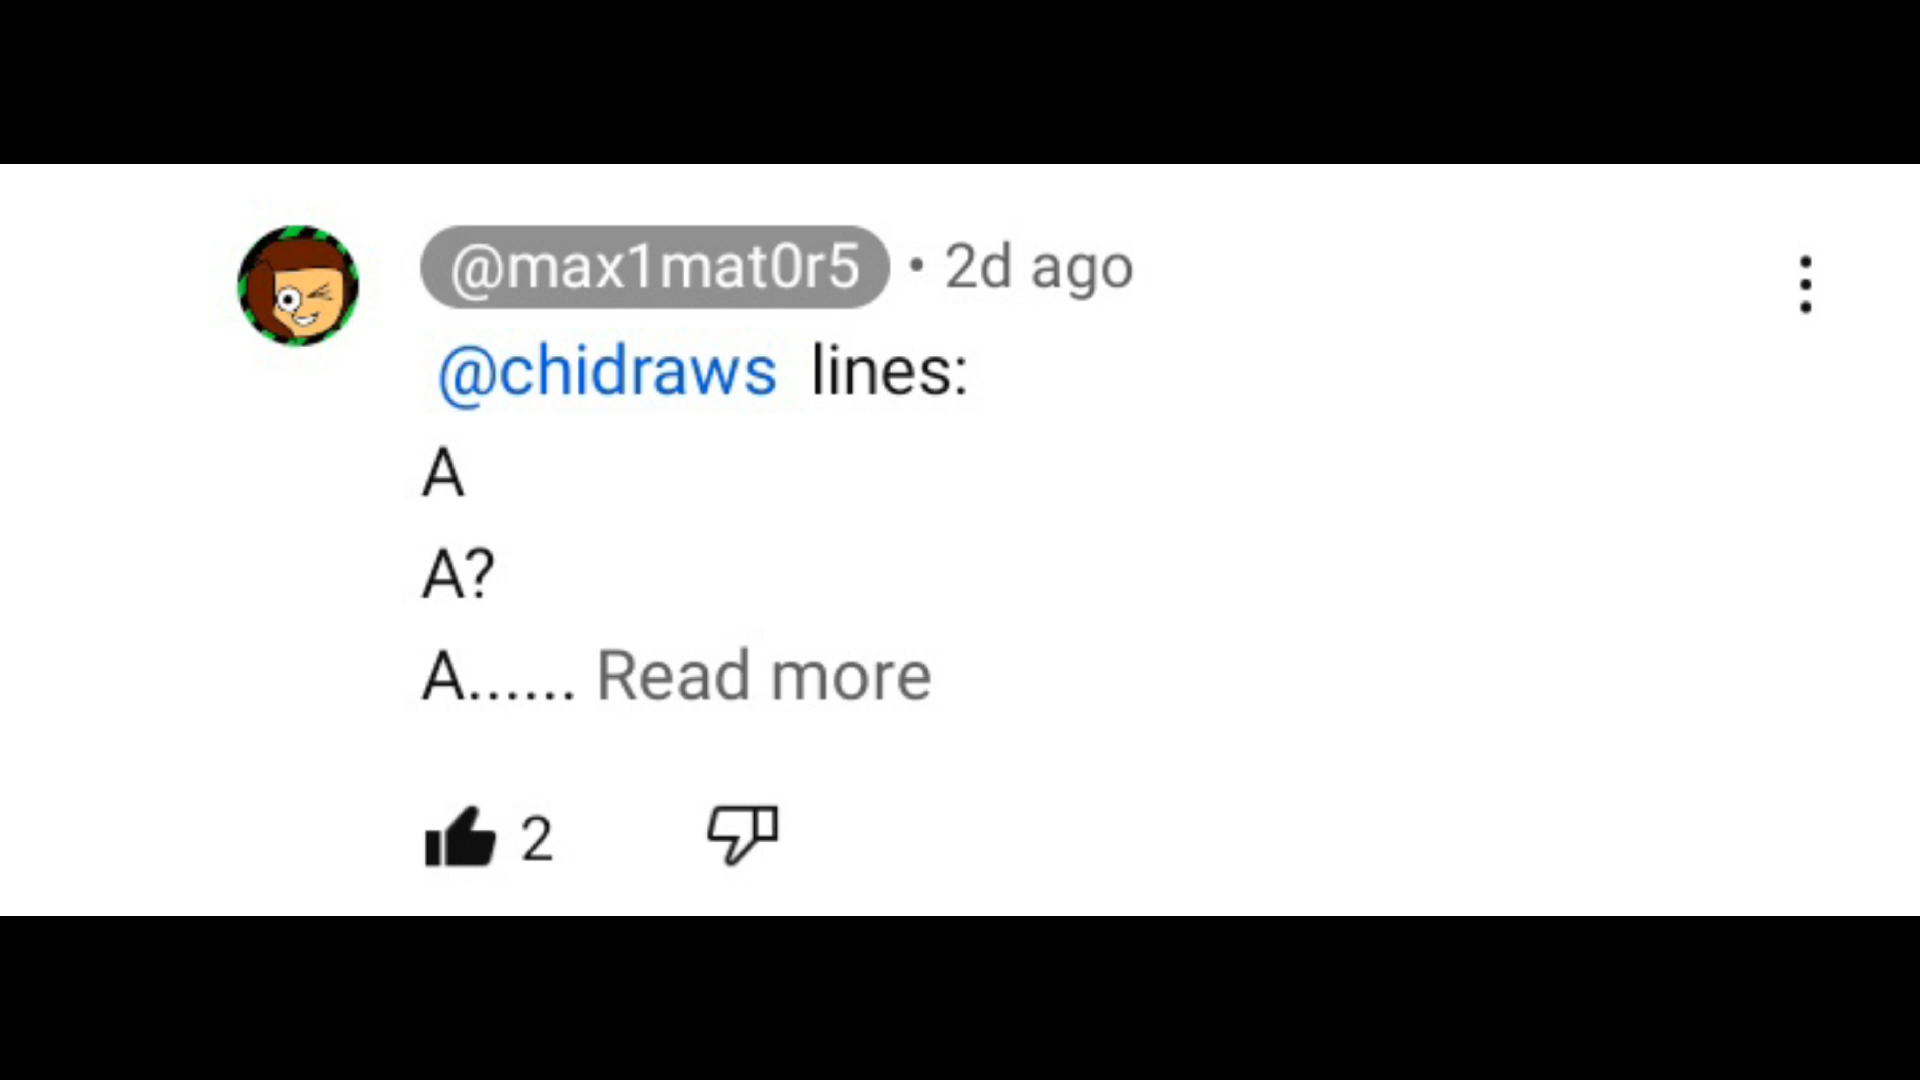 @max1mat0r5 • 2d ago
@chidraws lines:
A
A?
A...... Read more
2